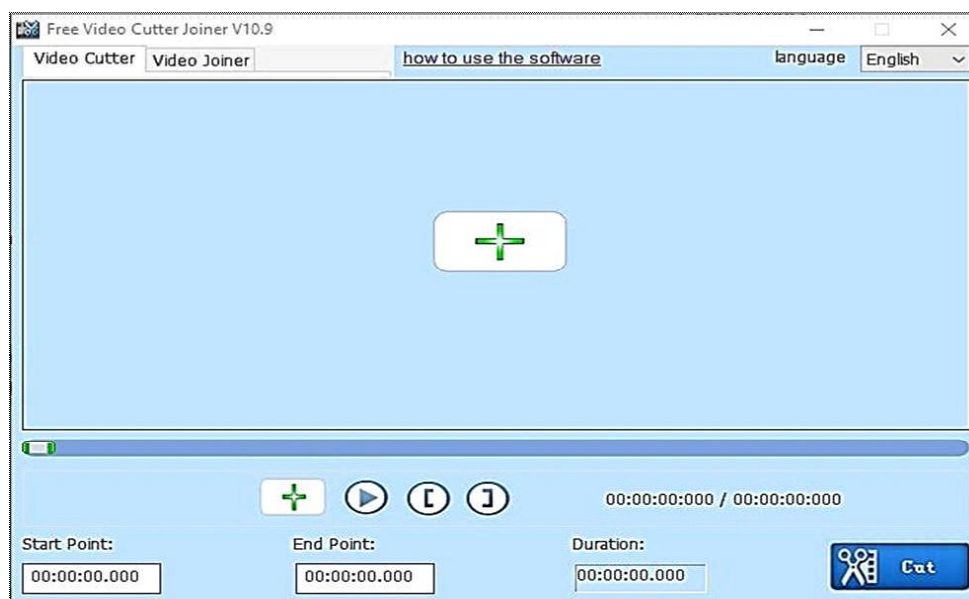 Free Video Cutter Joiner V10.9
Video Cutter Video Joiner how to use the software language English
00:00:00:000 / 00:00:00:000
Start Point: End Point: Duration:
00:00:00.000 00:00:00.000 00:00:00.000 Cut